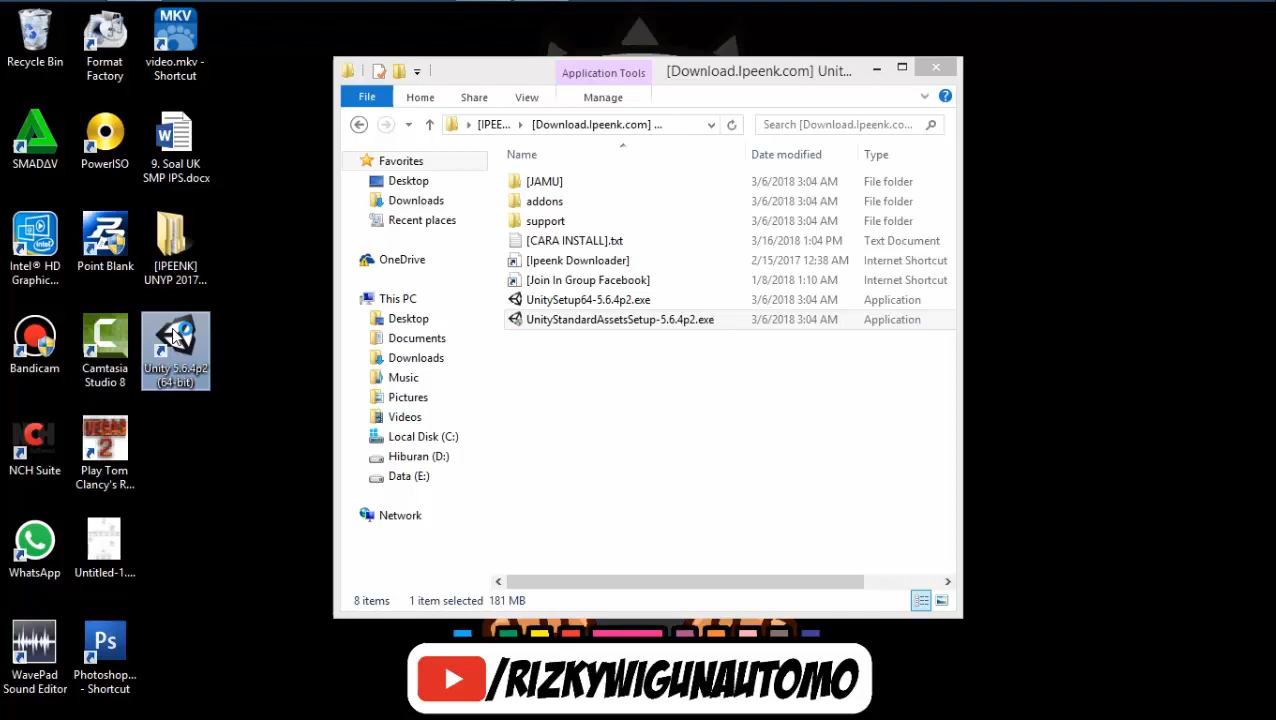 Recycle Bin
Format
Factory
MKV
video.mkv -
Shortcut
SMADΔV
PowerISO
9. Soal UK
SMP IPS.docx
intel
Intel® HD
Graphic...
Point Blank
[IPEENK]
UNYP 2017...
Bandicam
Camtasia
Studio 8
Unity 5.6.4p2
(64-bit)
NCH
NCH Suite
VEGAS
2
Play Tom
Clancy's R...
WhatsApp
Untitled-1....
WavePad
Sound Editor
Ps
Photoshop...
- Shortcut
Application Tools
[Download.Ipeenk.com] Unit...
File
Home
Share
View
Manage
[IPEE...
[Download.Ipeenk.com] ...
Search [Download.Ipeenk.co...
Favorites
Desktop
Downloads
Recent places
OneDrive
This PC
Desktop
Documents
Downloads
Music
Pictures
Videos
Local Disk (C:)
Hiburan (D:)
Data (E:)
Network
Name Date modified Type
[JAMU] 3/6/2018 3:04 AM File folder
addons 3/6/2018 3:04 AM File folder
support 3/6/2018 3:04 AM File folder
[CARA INSTALL].txt 3/16/2018 1:04 PM Text Document
[Ipeenk Downloader] 2/15/2017 12:38 AM Internet Shortcut
[Join In Group Facebook] 1/8/2018 1:10 AM Internet Shortcut
UnitySetup64-5.6.4p2.exe 3/6/2018 3:04 AM Application
UnityStandardAssetsSetup-5.6.4p2.exe 3/6/2018 3:04 AM Application
8 items 1 item selected 181 MB
/RIZKYWIGUNAUTOMO